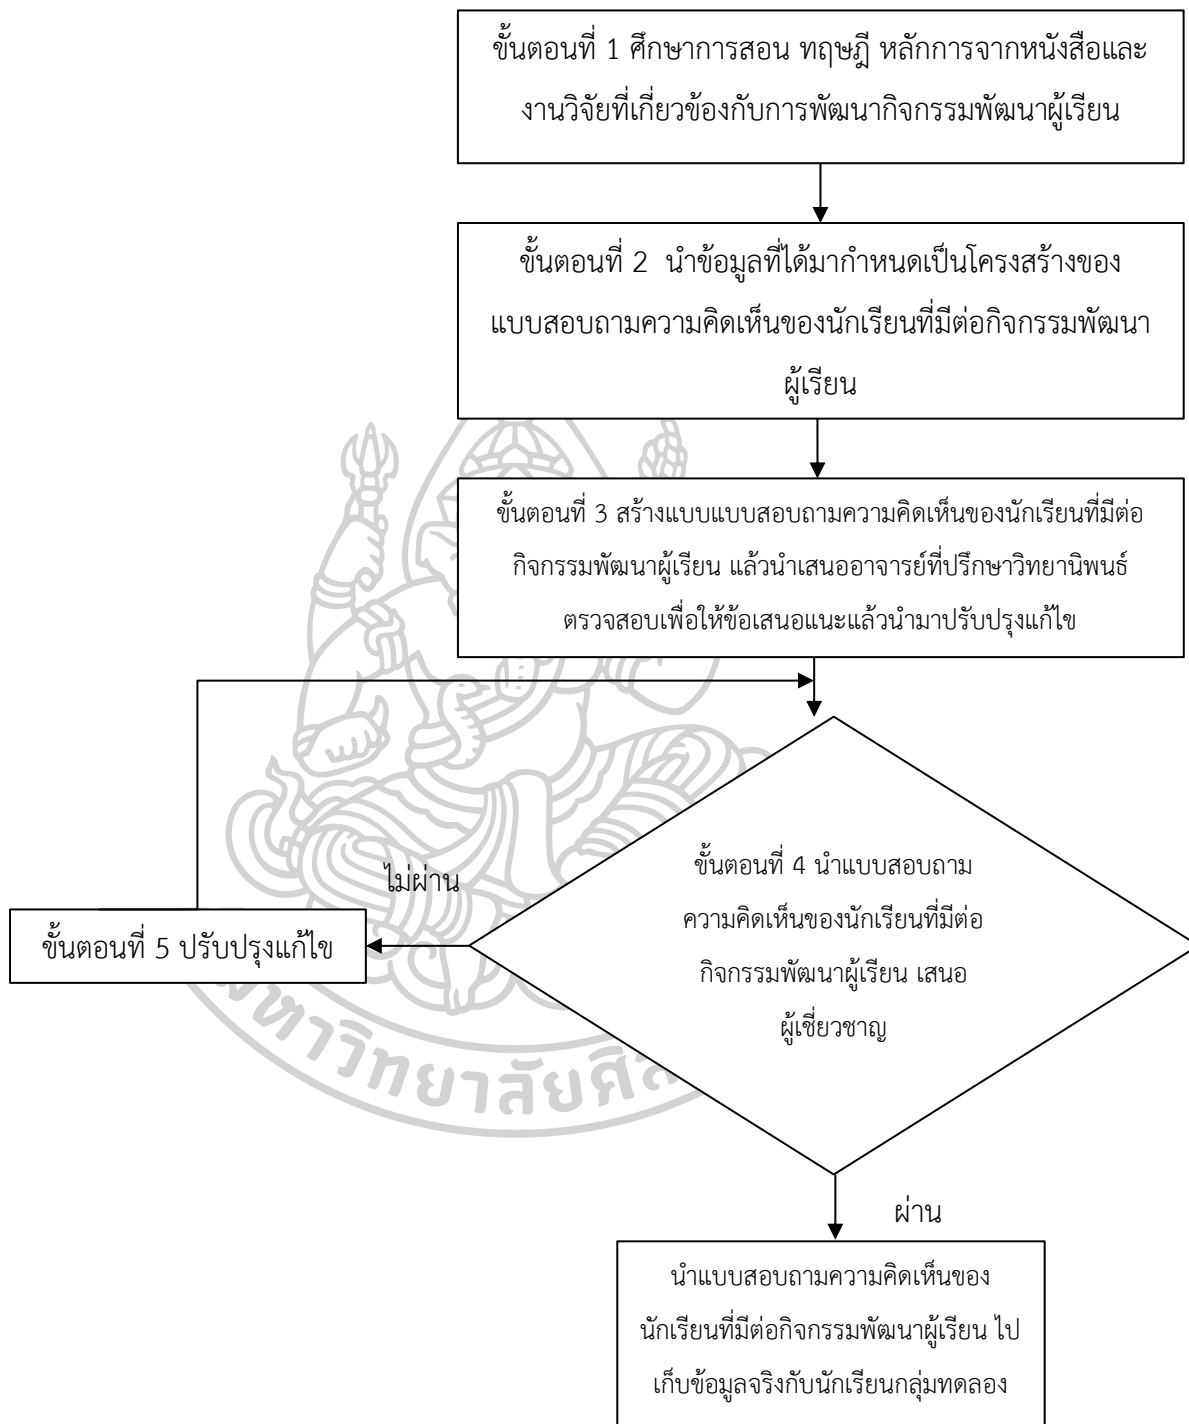 ขั้นตอนที่ 1 ศึกษาการสอน ทฤษฎี หลักการจากหนังสือและ
งานวิจัยที่เกี่ยวข้องกับการพัฒนากิจกรรมพัฒนาผู้เรียน
ขั้นตอนที่ 2 นำข้อมูลที่ได้มากำหนดเป็นโครงสร้างของ
แบบสอบถามความคิดเห็นของนักเรียนที่มีต่อกิจกรรมพัฒนา
ผู้เรียน
ขั้นตอนที่ 3 สร้างแบบแบบสอบถามความคิดเห็นของนักเรียนที่มีต่อ
กิจกรรมพัฒนาผู้เรียน แล้วนำเสนออาจารย์ที่ปรึกษาวิทยานิพนธ์
ตรวจสอบเพื่อให้ข้อเสนอแนะแล้วนำมาปรับปรุงแก้ไข
ขั้นตอนที่ 4 นำแบบสอบถาม
ความคิดเห็นของนักเรียนที่มีต่อ
กิจกรรมพัฒนาผู้เรียน เสนอ
ผู้เชี่ยวชาญ
ไม่ผ่าน
ขั้นตอนที่ 5 ปรับปรุงแก้ไข
มหาวิทยาลัยศิล
ผ่าน
นำแบบสอบถามความคิดเห็นของ
นักเรียนที่มีต่อกิจกรรมพัฒนาผู้เรียน ไป
เก็บข้อมูลจริงกับนักเรียนกลุ่มทดลอง